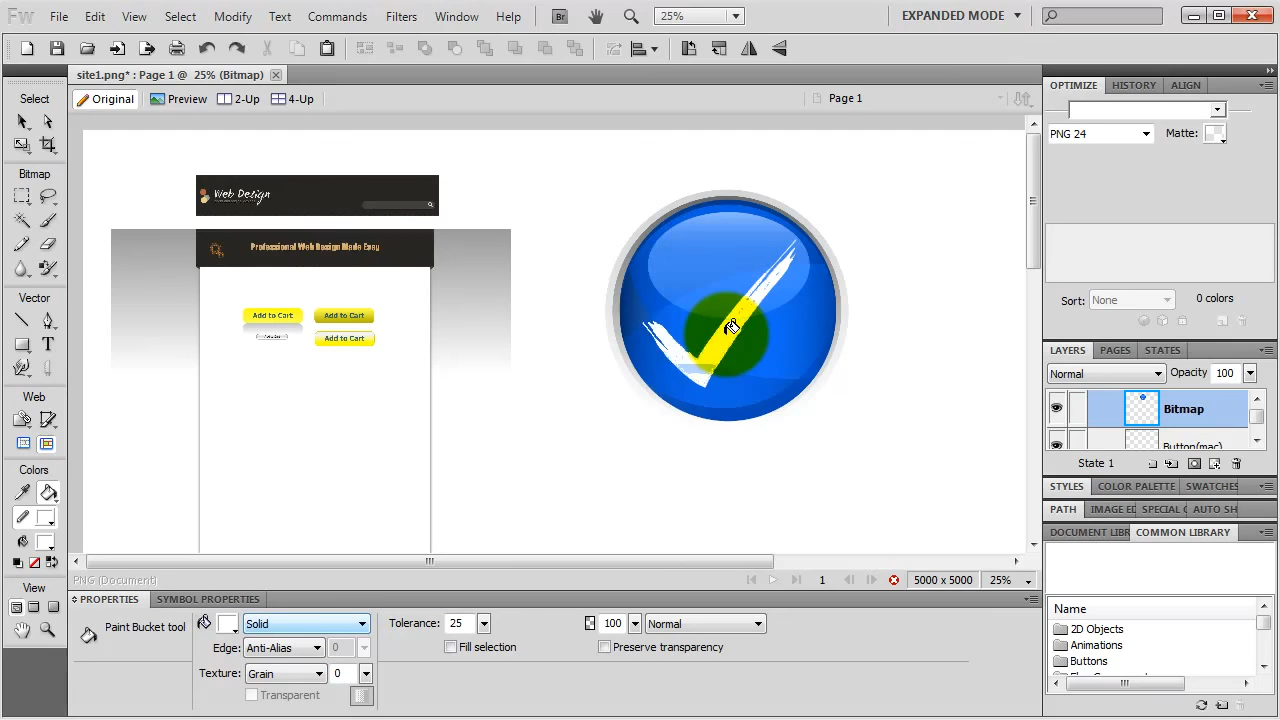 Fw File Edit View Select Modify Text Commands Filters Window Help Br 25% EXPANDED MODE
site1.png* : Page 1 @ 25% (Bitmap)
Original Preview 2-Up 4-Up Page 1
Select
Bitmap
Vector
Web
Colors
View
Web Design
Professional Web Design Made Easy
Add to Cart Add to Cart
Add to Cart
PNG (Document) 1 5000 x 5000 25%
PROPERTIES SYMBOL PROPERTIES
Paint Bucket tool Solid Tolerance: 25 100 Normal
Edge: Anti-Alias 0 Fill selection Preserve transparency
Texture: Grain 0
Transparent
OPTIMIZE HISTORY ALIGN
PNG 24 Matte:
Sort: None 0 colors
LAYERS PAGES STATES
Normal Opacity 100
Bitmap
Button(mac)
State 1
STYLES COLOR PALETTE SWATCHES
PATH IMAGE ED SPECIAL C AUTO SH
DOCUMENT LIBR COMMON LIBRARY
Name
2D Objects
Animations
Buttons